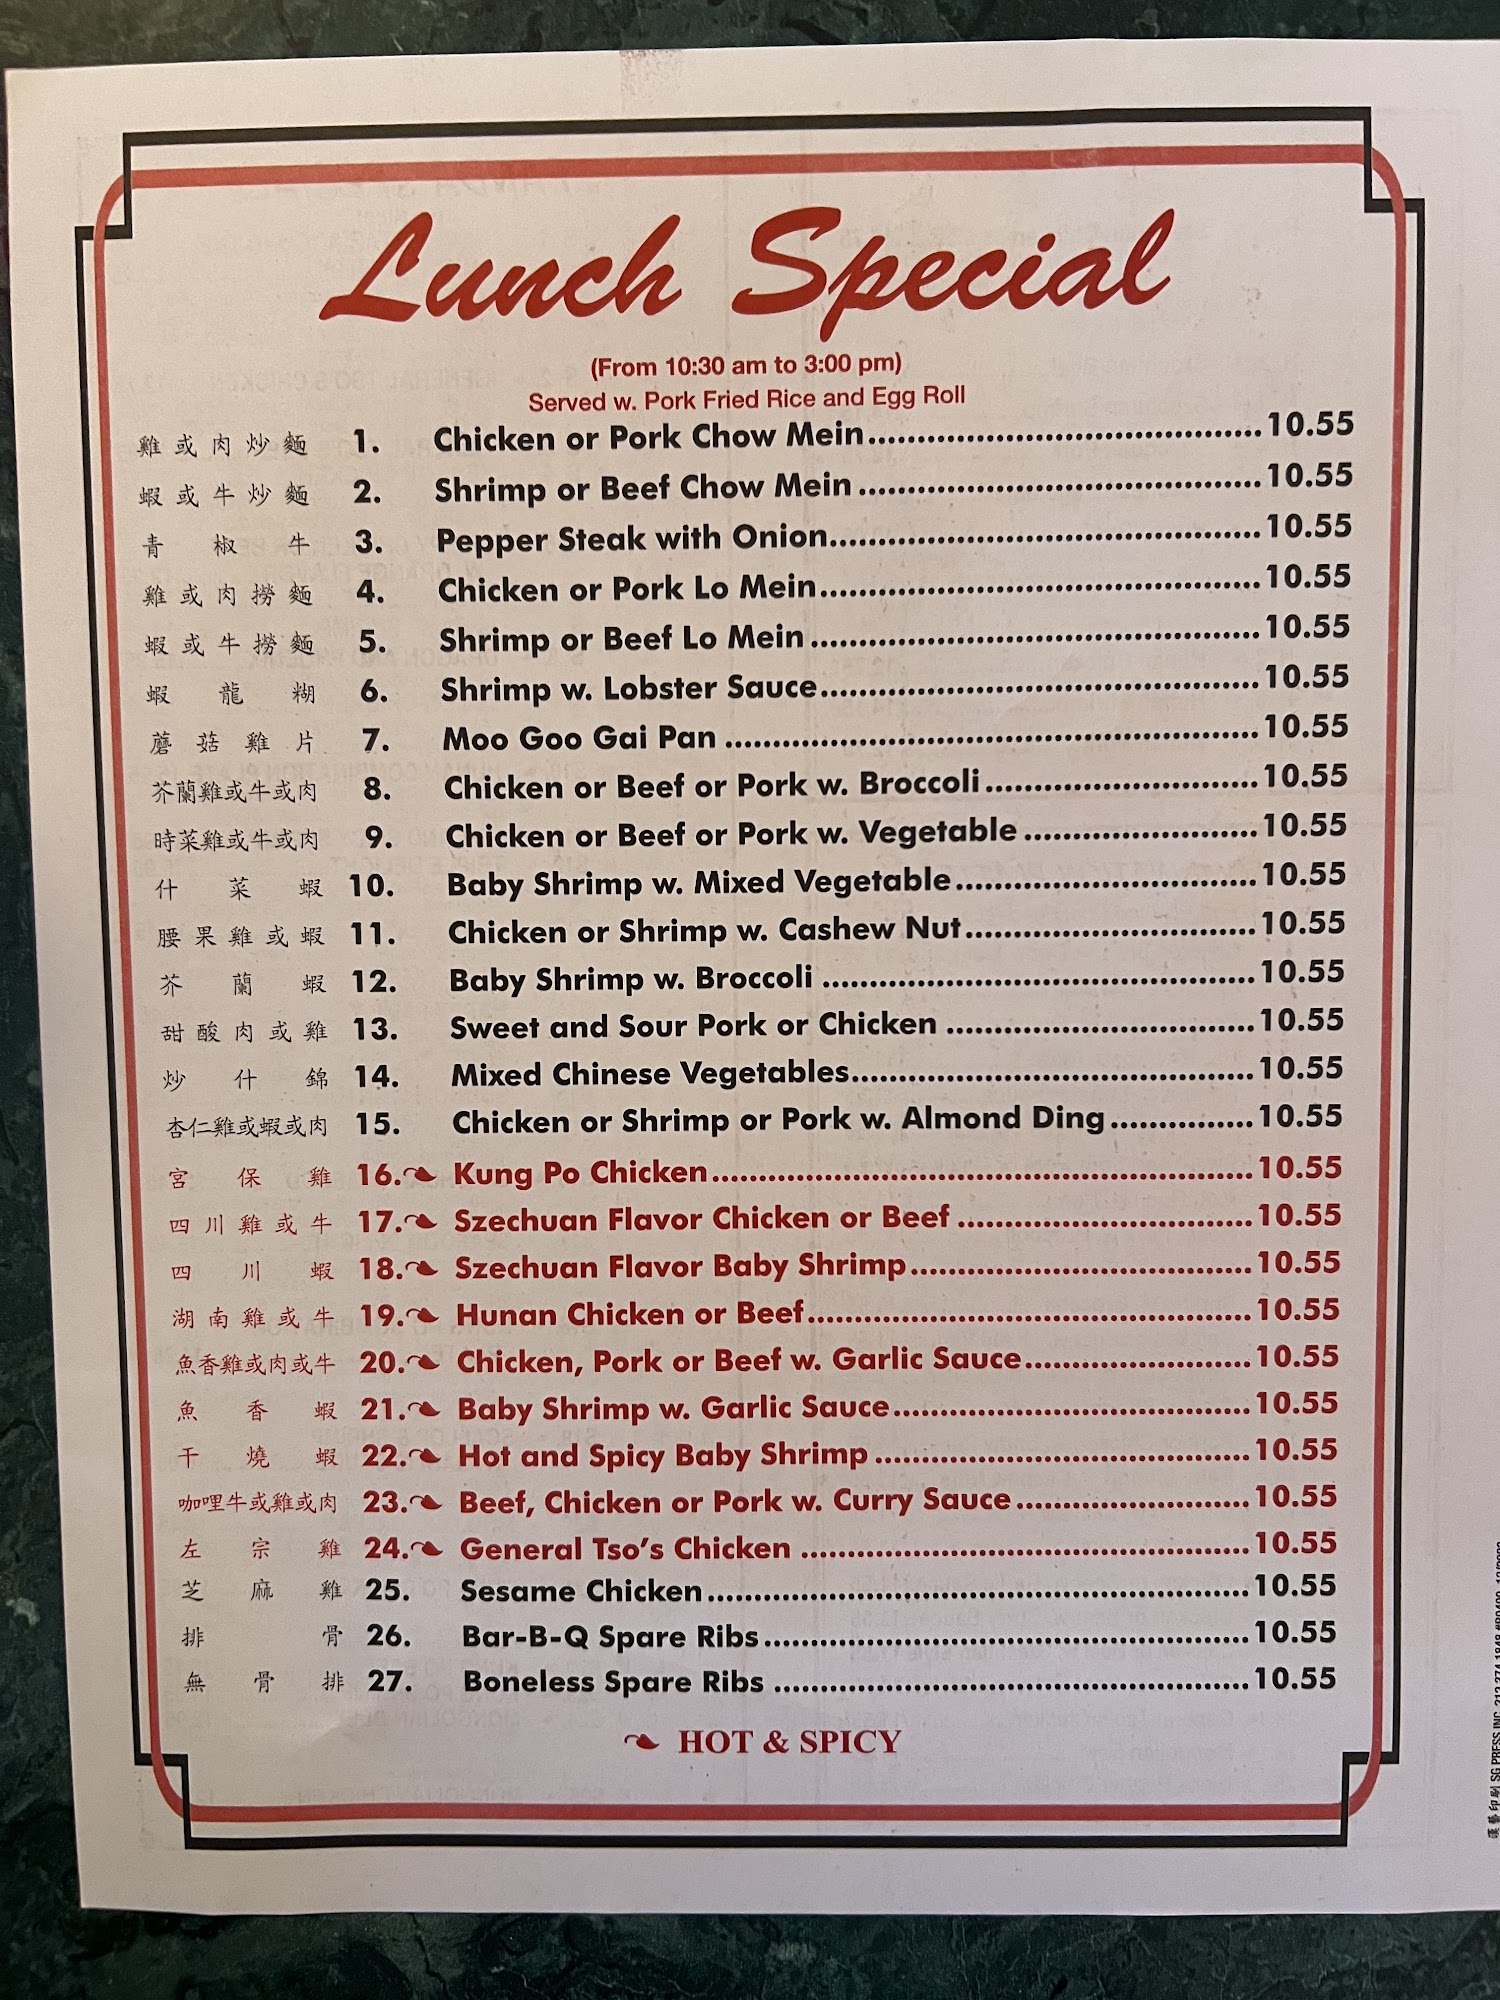 Lunch Special
(From 10:30 am to 3:00 pm)
Served w. Pork Fried Rice and Egg Roll
雞或肉炒麵 1. Chicken or Pork Chow Mein 10.55
蝦或牛炒麵 2. Shrimp or Beef Chow Mein 10.55
青椒牛 3. Pepper Steak with Onion 10.55
雞或肉撈麵 4. Chicken or Pork Lo Mein 10.55
蝦或牛撈麵 5. Shrimp or Beef Lo Mein 10.55
蝦龍糊 6. Shrimp w. Lobster Sauce 10.55
蘑菇雞片 7. Moo Goo Gai Pan 10.55
芥蘭雞或牛或肉 8. Chicken or Beef or Pork w. Broccoli 10.55
時菜雞或牛或肉 9. Chicken or Beef or Pork w. Vegetable 10.55
什菜蝦 10. Baby Shrimp w. Mixed Vegetable 10.55
腰果雞或蝦 11. Chicken or Shrimp w. Cashew Nut 10.55
芥蘭蝦 12. Baby Shrimp w. Broccoli 10.55
甜酸肉或雞 13. Sweet and Sour Pork or Chicken 10.55
炒什錦 14. Mixed Chinese Vegetables 10.55
杏仁雞或蝦或肉 15. Chicken or Shrimp or Pork w. Almond Ding 10.55
宮保雞 16. Kung Po Chicken 10.55
四川雞或牛 17. Szechuan Flavor Chicken or Beef 10.55
四川蝦 18. Szechuan Flavor Baby Shrimp 10.55
湖南雞或牛 19. Hunan Chicken or Beef 10.55
魚香雞或肉或牛 20. Chicken, Pork or Beef w. Garlic Sauce 10.55
魚香蝦 21. Baby Shrimp w. Garlic Sauce 10.55
干燒蝦 22. Hot and Spicy Baby Shrimp 10.55
咖哩牛或雞或肉 23. Beef, Chicken or Pork w. Curry Sauce 10.55
左宗雞 24. General Tso's Chicken 10.55
芝麻雞 25. Sesame Chicken 10.55
排骨 26. Bar-B-Q Spare Ribs 10.55
無骨排 27. Boneless Spare Ribs 10.55
HOT & SPICY
漢藝印刷 SG PRESS INC. 212.274.1848